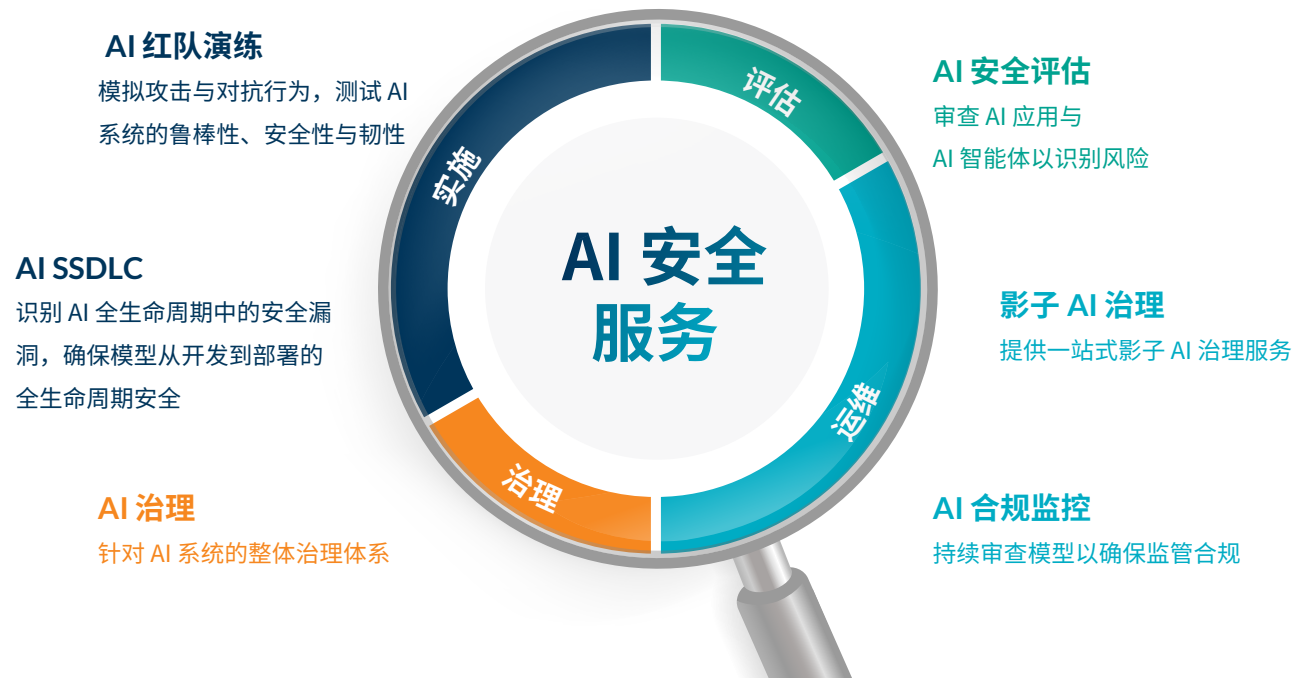 AI 红队演练
模拟攻击与对抗行为，测试 AI
系统的鲁棒性、安全性与韧性
AI SSDLC
识别 AI 全生命周期中的安全漏
洞，确保模型从开发到部署的
全生命周期安全
AI 治理
针对 AI 系统的整体治理体系
实施
评估
治理
运维
AI 安全
服务
AI 安全评估
审查 AI 应用与
AI 智能体以识别风险
影子 AI 治理
提供一站式影子 AI 治理服务
AI 合规监控
持续审查模型以确保监管合规